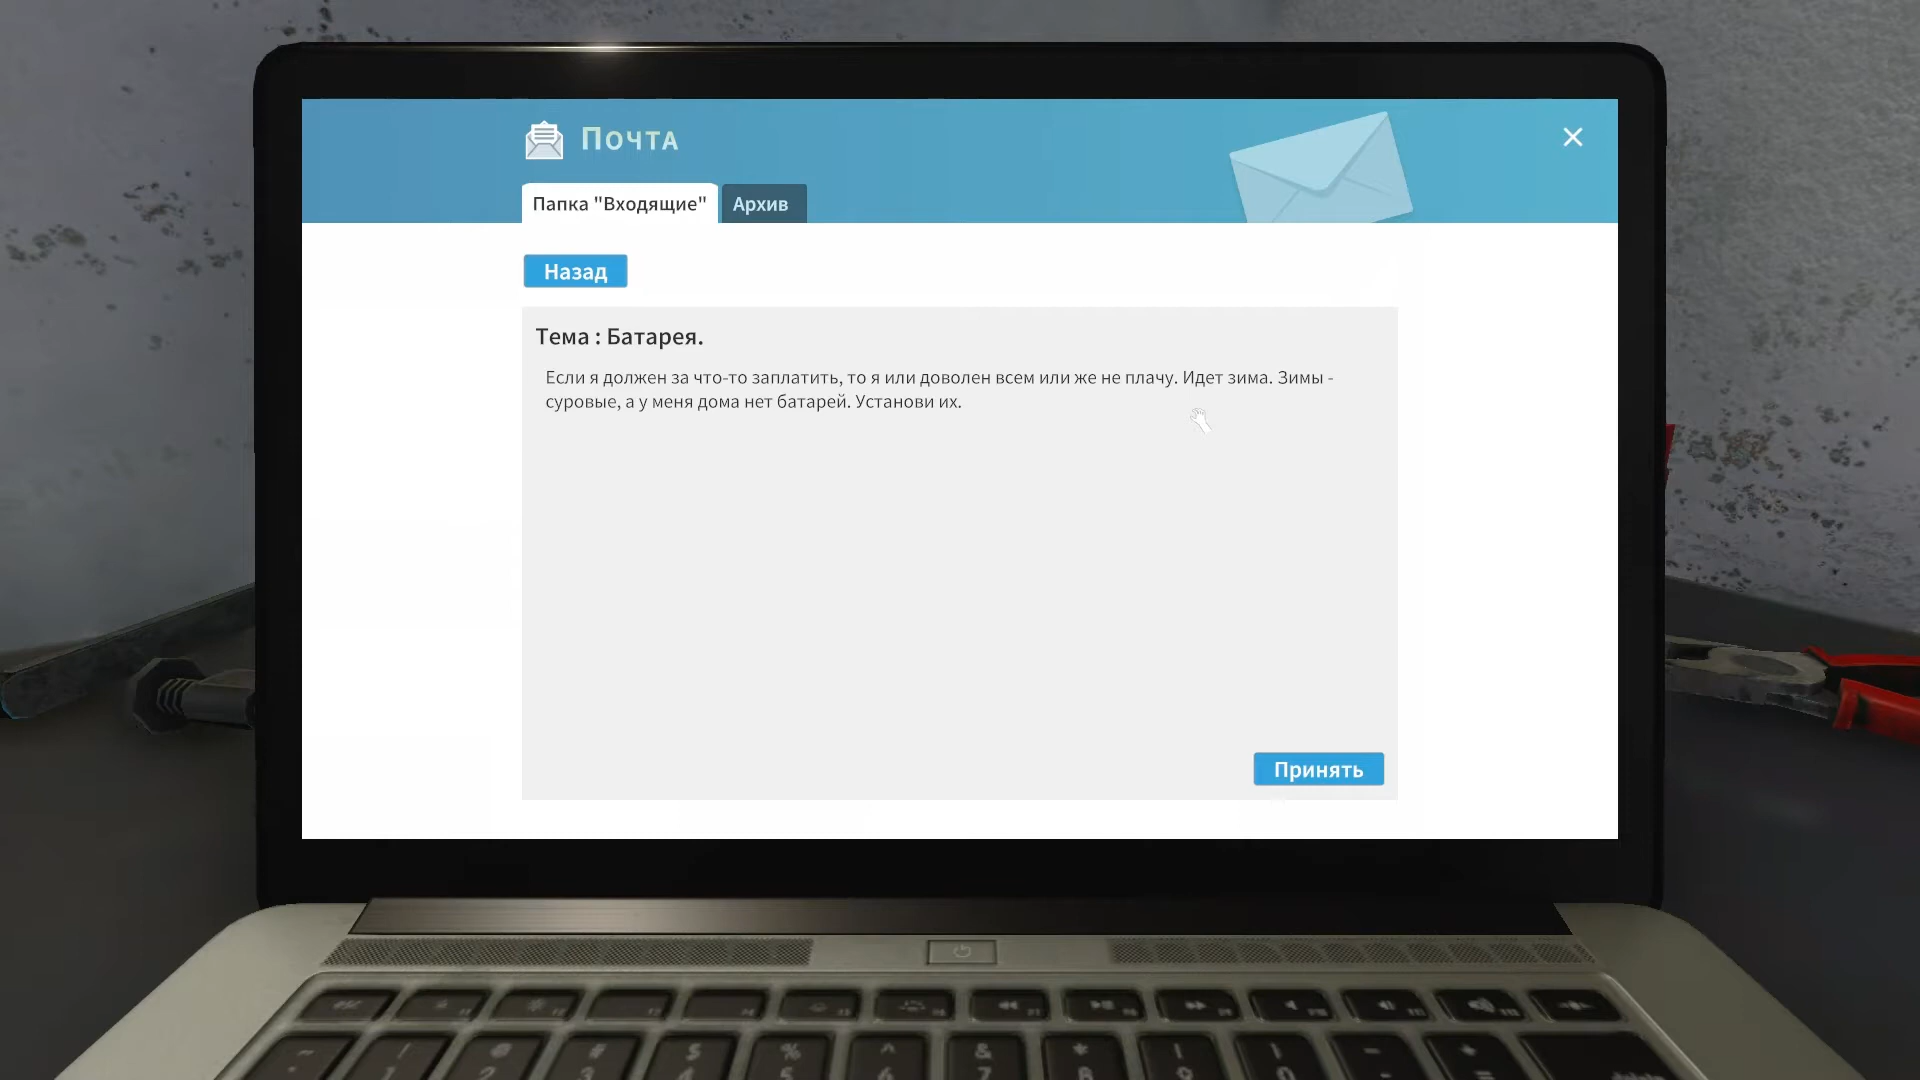 Почта
Папка "Входящие"
Архив
Назад
Тема : Батарея.
Если я должен за что-то заплатить, то я или доволен всем или же не плачу. Идет зима. Зимы -
суровые, а у меня дома нет батарей. Установи их.
Принять